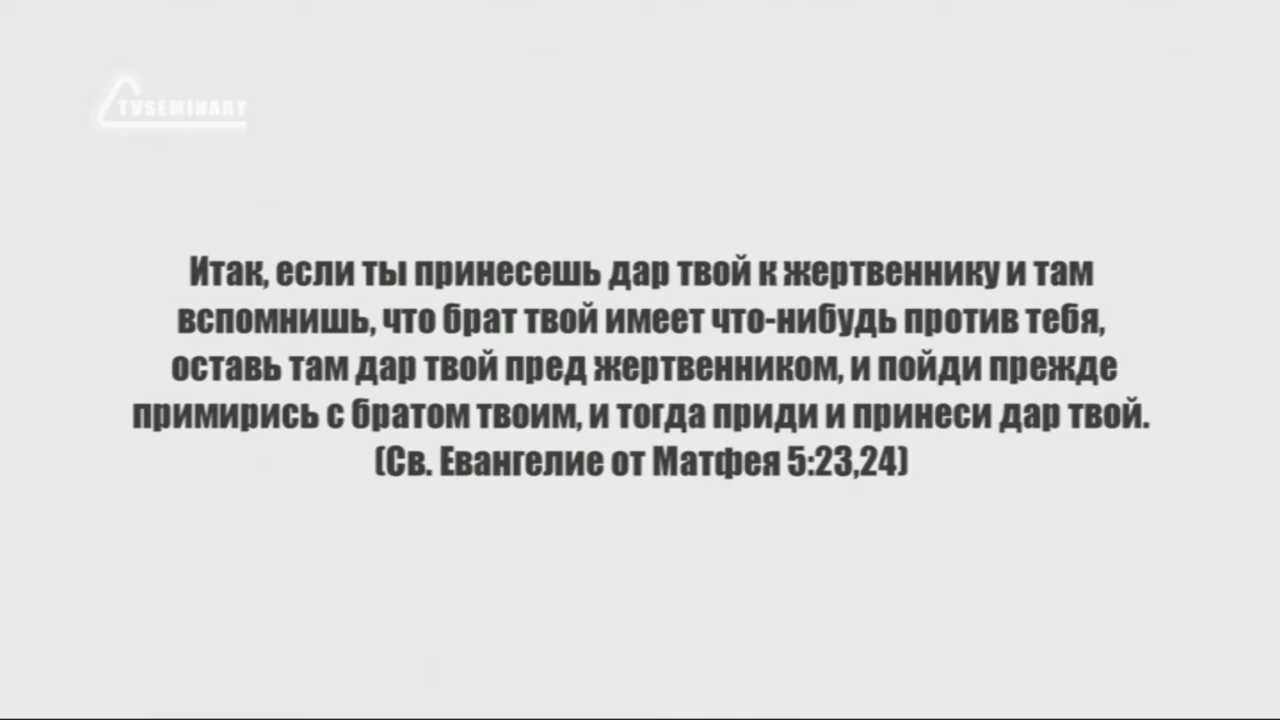 TVSEMINARY
Итак, если ты принесешь дар твой к жертвеннику и там
вспомнишь, что брат твой имеет что-нибудь против тебя,
оставь там дар твой пред жертвенником, и пойди прежде
примирись с братом твоим, и тогда приди и принеси дар твой.
(Св. Евангелие от Матфея 5:23,24)